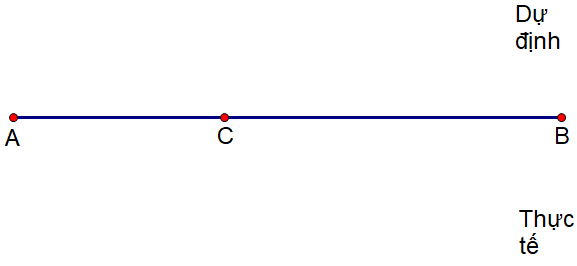 Dự
định
A C B
Thực
tế